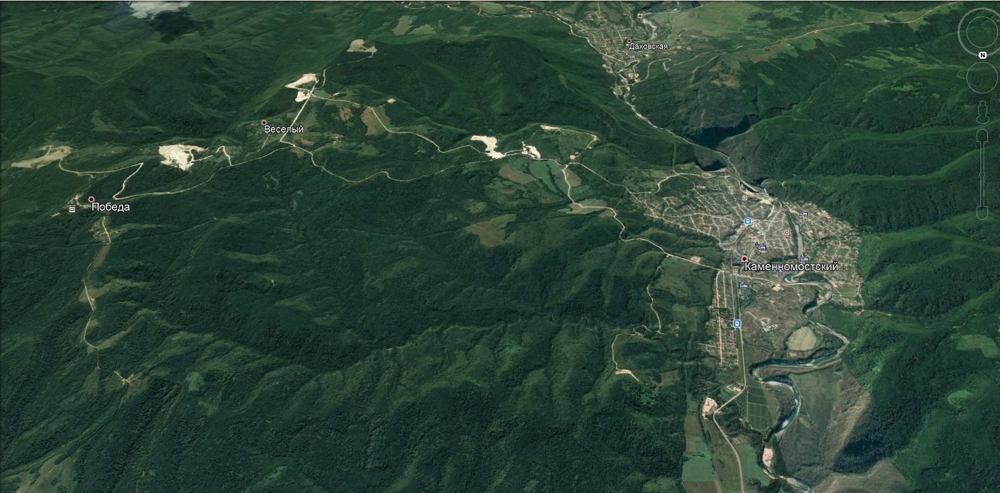 Даховская
N
Веселый
Победа
Каменномостский